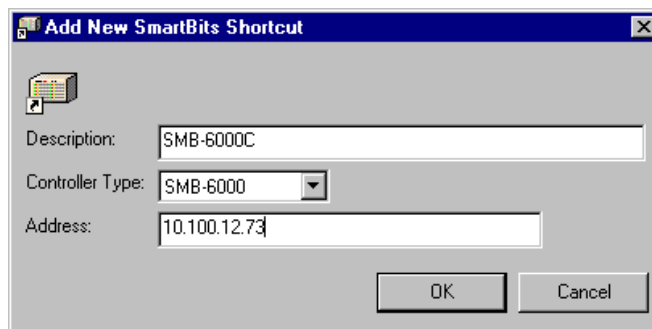 Add New SmartBits Shortcut
Description: SMB-6000C
Controller Type: SMB-6000
Address: 10.100.12.73
OK Cancel